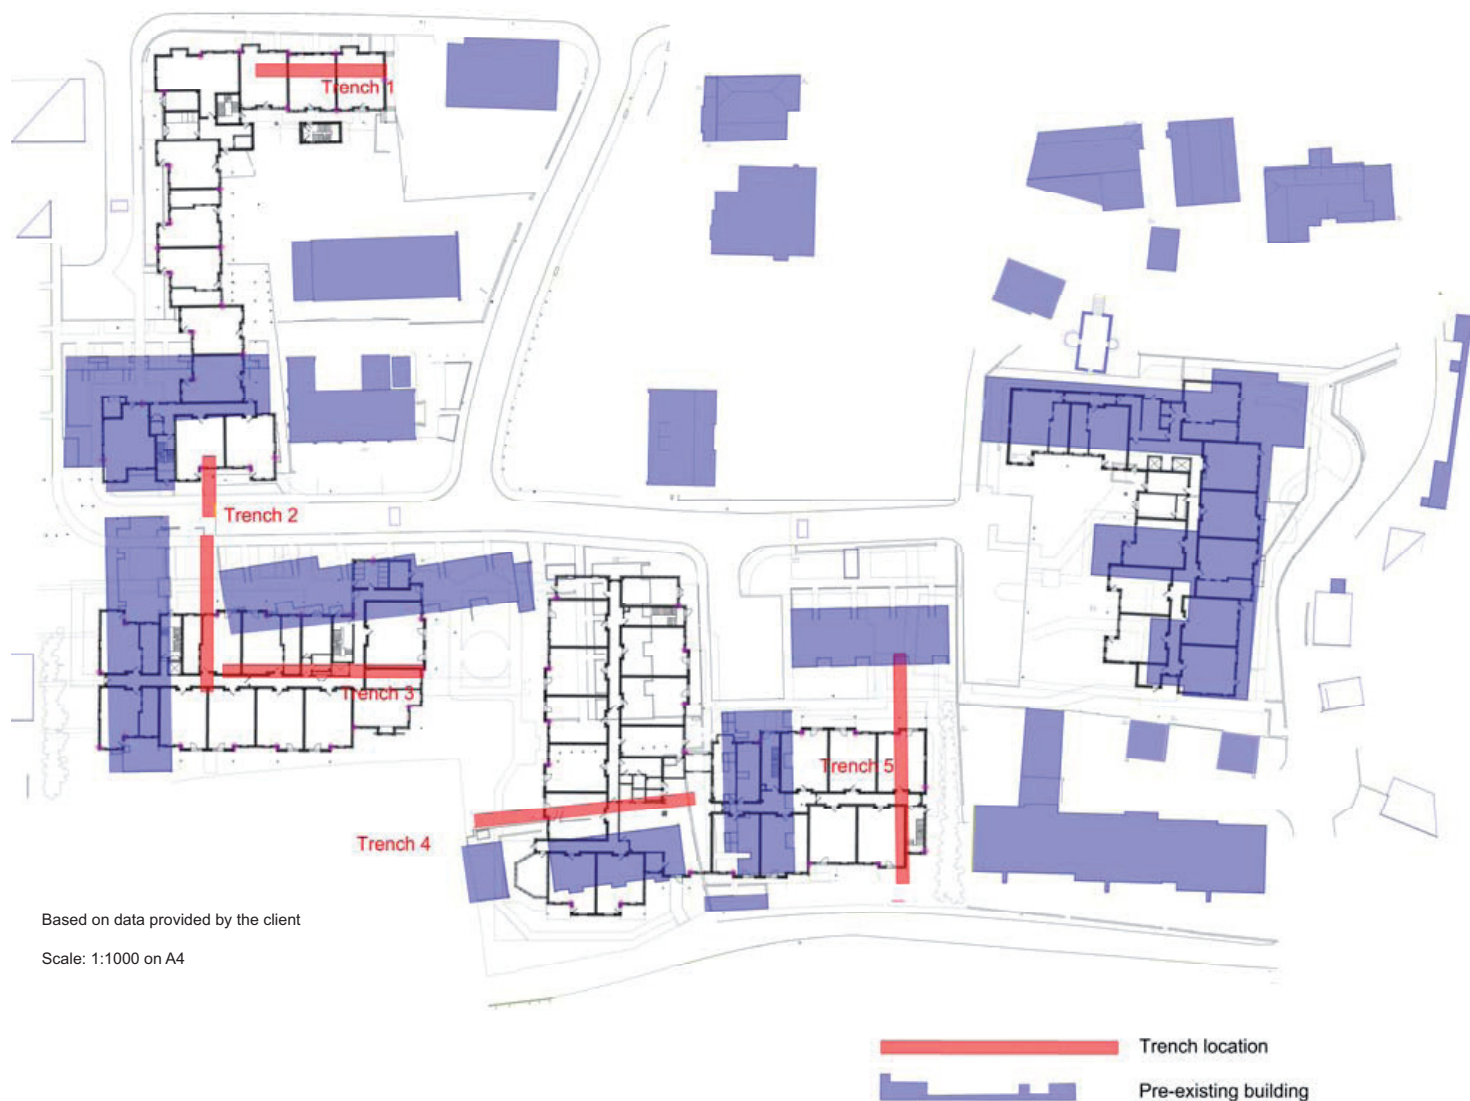 Trench 1
Trench 2
Trench 3
Trench 5
Trench 4
Based on data provided by the client
Scale: 1:1000 on A4
Trench location
Pre-existing building